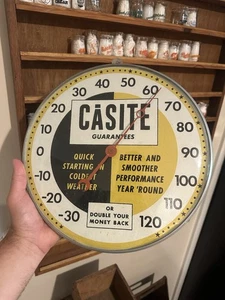 CASITE
GUARANTEES
QUICK
STARTING IN
COLDEST
WEATHER
BETTER AND
SMOOTHER
PERFORMANCE
YEAR 'ROUND
OR
DOUBLE YOUR
MONEY BACK
-30
-20
-10
0
10
20
30
40
50
60
70
80
90
100
110
120